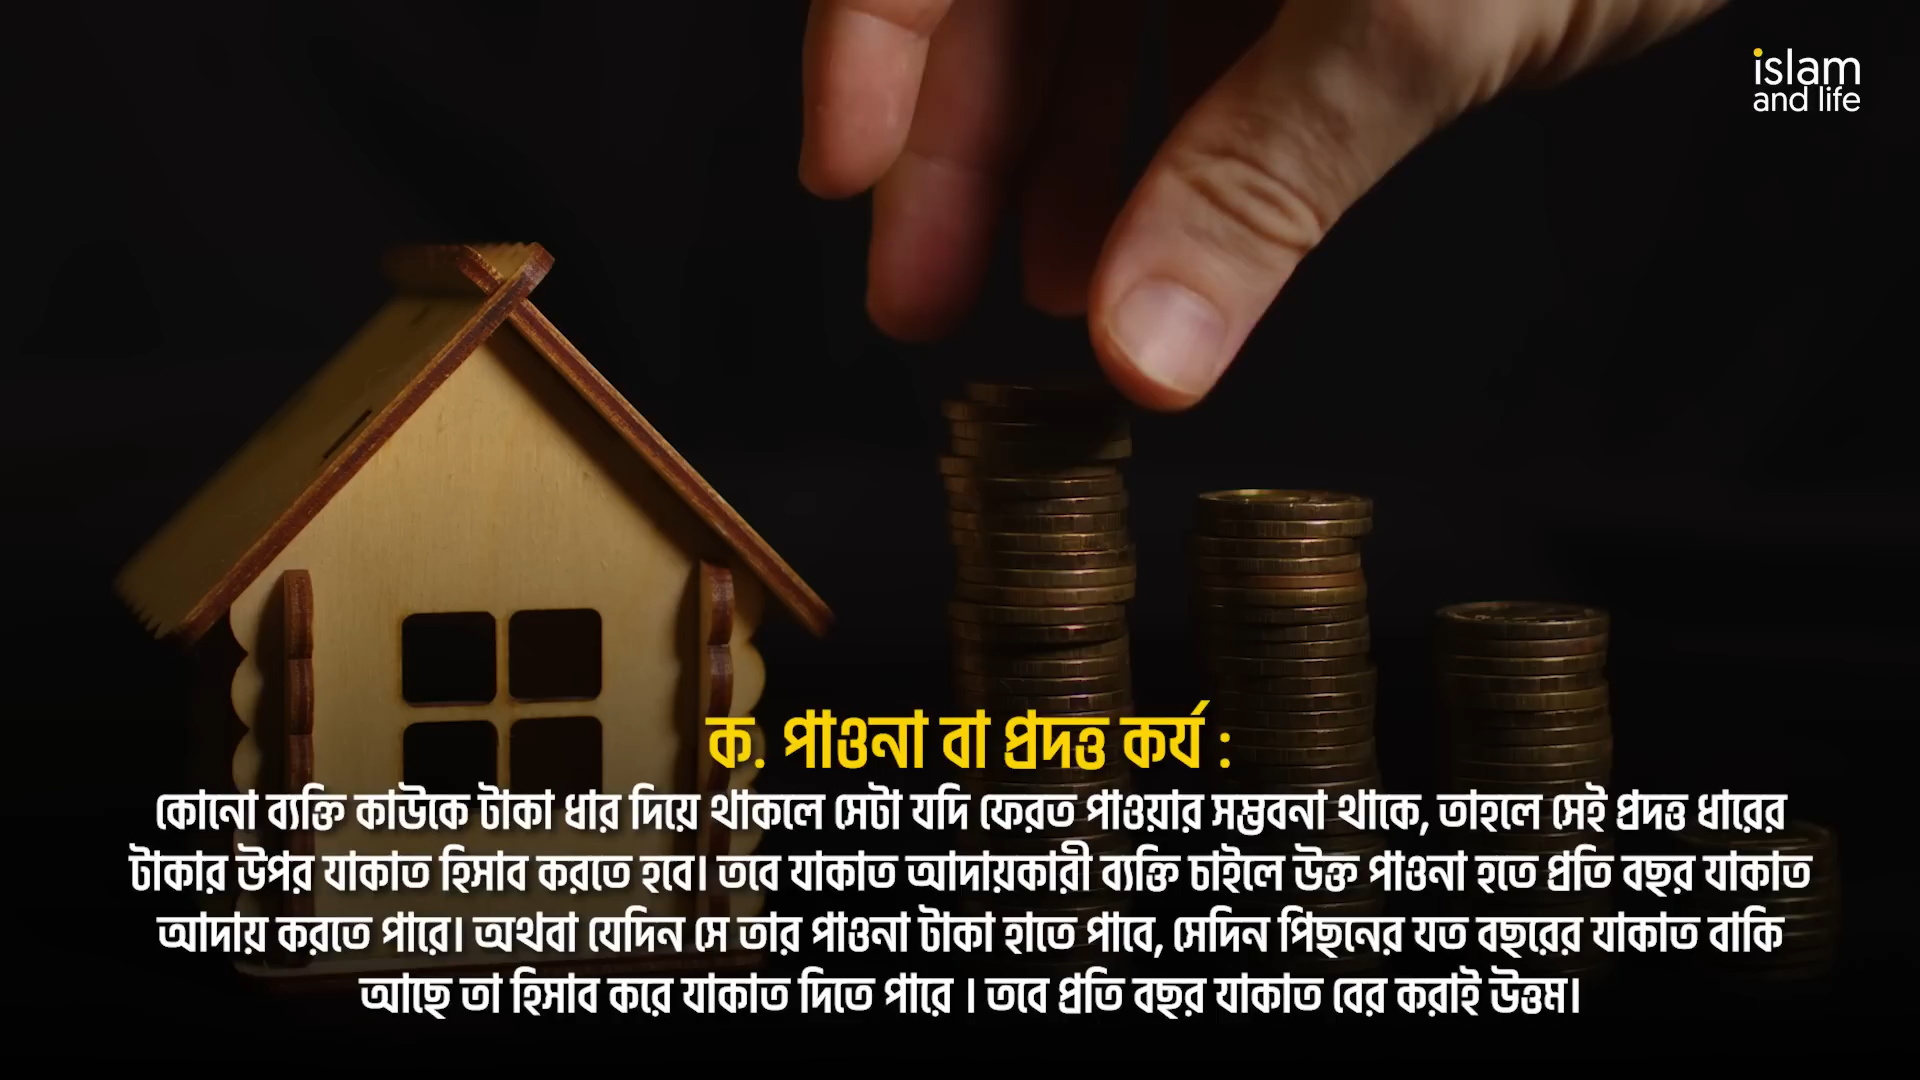 islam
and life
ক. পাওনা বা প্রদত্ত কর্য :
কোনো ব্যক্তি কাউকে টাকা ধার দিয়ে থাকলে সেটা যদি ফেরত পাওয়ার সম্ভবনা থাকে, তাহলে সেই প্রদত্ত ধারের
টাকার উপর যাকাত হিসাব করতে হবে। তবে যাকাত আদায়কারী ব্যক্তি চাইলে উক্ত পাওনা হতে প্রতি বছর যাকাত
আদায় করতে পারে। অথবা যেদিন সে তার পাওনা টাকা হাতে পাবে, সেদিন পিছনের যত বছরের যাকাত বাকি
আছে তা হিসাব করে যাকাত দিতে পারে । তবে প্রতি বছর যাকাত বের করাই উত্তম।